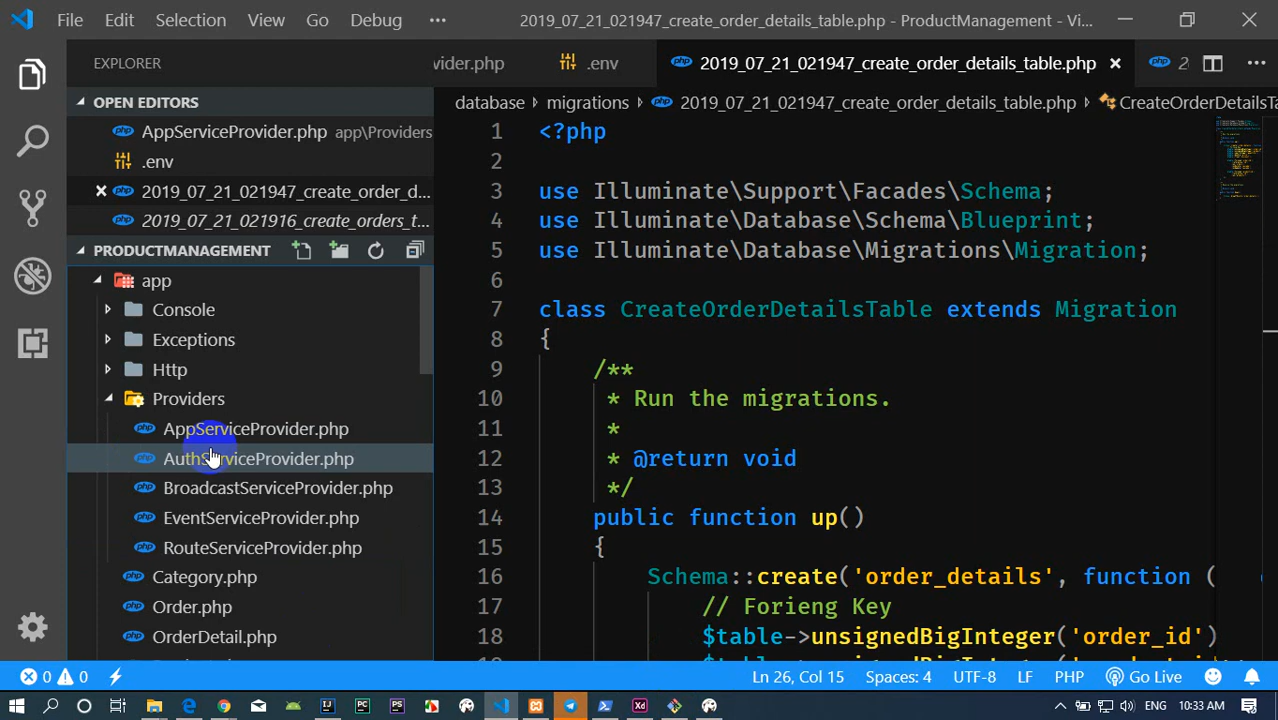 File Edit Selection View Go Debug ••• 2019_07_21_021947_create_order_details_table.php - ProductManagement - Vi...
EXPLORER
vider.php .env 2019_07_21_021947_create_order_details_table.php × 2 ...
OPEN EDITORS
AppServiceProvider.php app\Providers
.env
× 2019_07_21_021947_create_order_d...
2019_07_21_021916_create_orders_t...
PRODUCTMANAGEMENT
app
Console
Exceptions
Http
Providers
AppServiceProvider.php
AuthServiceProvider.php
BroadcastServiceProvider.php
EventServiceProvider.php
RouteServiceProvider.php
Category.php
Order.php
OrderDetail.php
database › migrations › 2019_07_21_021947_create_order_details_table.php › CreateOrderDetailsTa
1 <?php
2
3 use Illuminate\Support\Facades\Schema;
4 use Illuminate\Database\Schema\Blueprint;
5 use Illuminate\Database\Migrations\Migration;
6
7 class CreateOrderDetailsTable extends Migration
8 {
9 /**
10 * Run the migrations.
11 *
12 * @return void
13 */
14 public function up()
15 {
16 Schema::create('order_details', function (
17 // Forieng Key
18 $table->unsignedBigInteger('order_id')
0 0 Ln 26, Col 15 Spaces: 4 UTF-8 LF PHP Go Live
ENG 10:33 AM